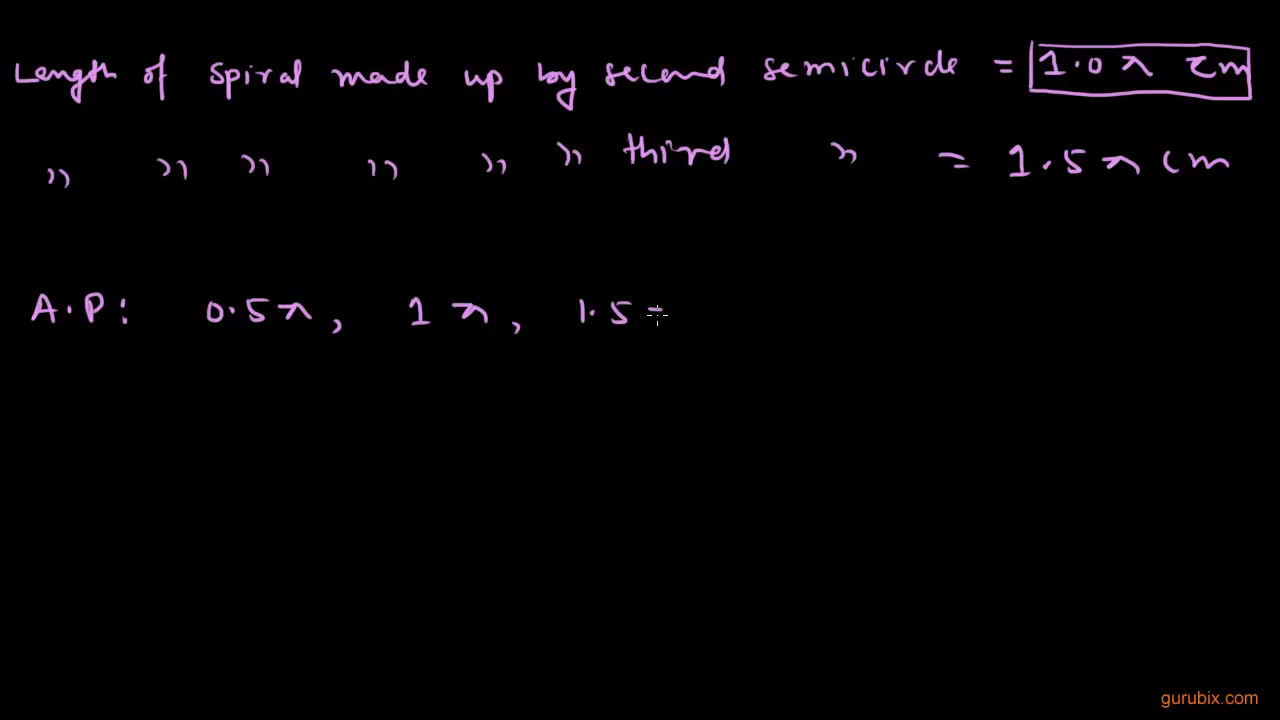 Length of spiral made up by second semicircle = 1.0 π cm
,, ,, ,, ,, ,, ,, third ,, = 1.5 π cm
A.P: 0.5 π, 1 π, 1.5
gurubix.com